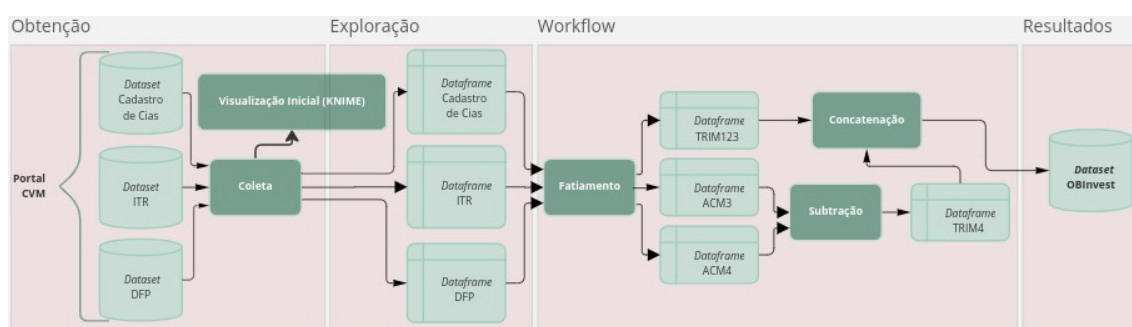 Obtenção
Exploração
Workflow
Resultados
Portal
CVM
Dataset
Cadastro
de Cias
Dataset
ITR
Dataset
DFP
Visualização Inicial (KNIME)
Coleta
Dataframe
Cadastro
de Cias
Dataframe
ITR
Dataframe
DFP
Fatiamento
Dataframe
TRIM123
Dataframe
ACM3
Dataframe
ACM4
Concatenação
Subtração
Dataframe
TRIM4
Dataset
OBInvest